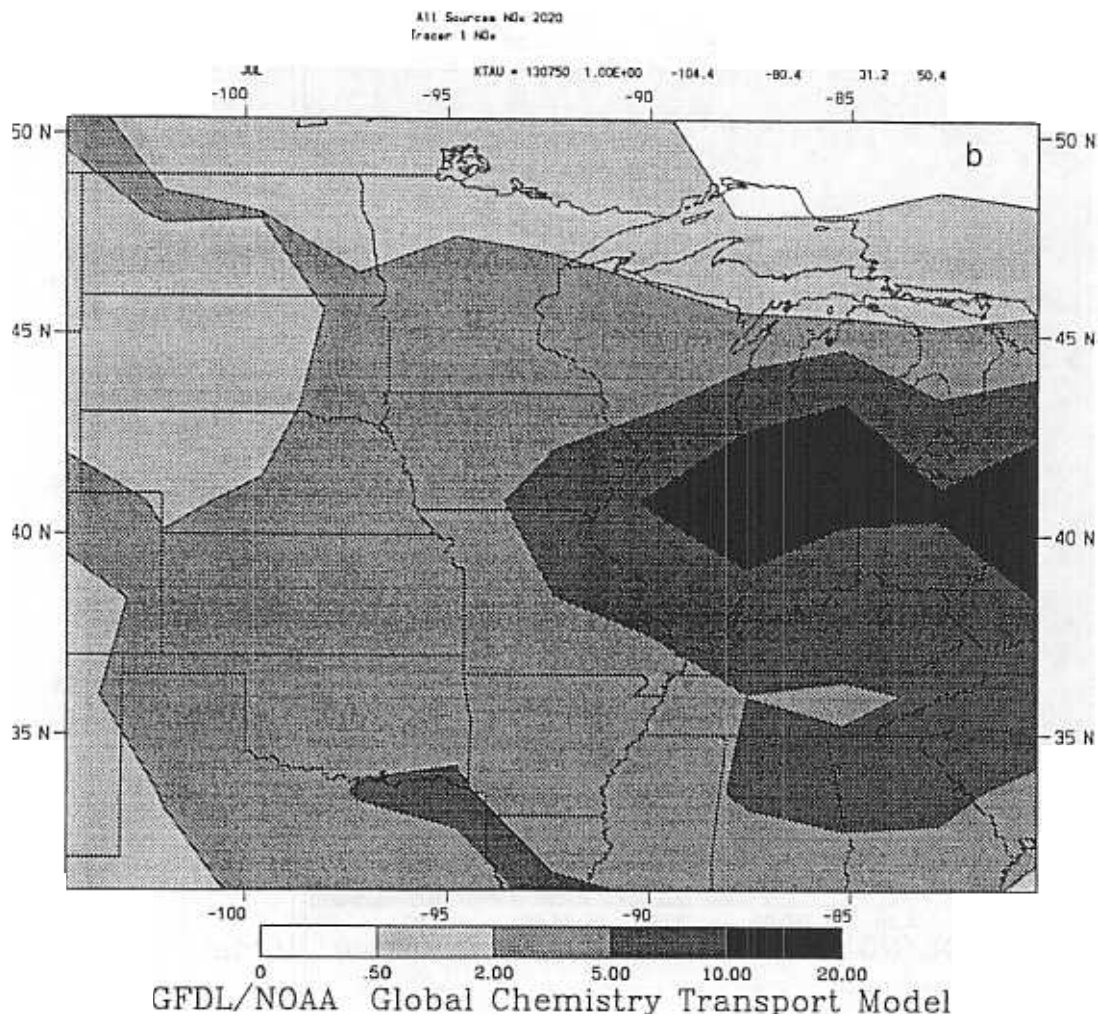 All Sources NOx 2020
Tracer 1 NOx
JUL KTAU = 130750 1.00E+00 -104.4 -80.4 31.2 50.4
-100 -95 -90 -85
50 N 50 N
b
45 N 45 N
40 N 40 N
35 N 35 N
-100 -95 -90 -85
0 .50 2.00 5.00 10.00 20.00
GFDL/NOAA Global Chemistry Transport Model